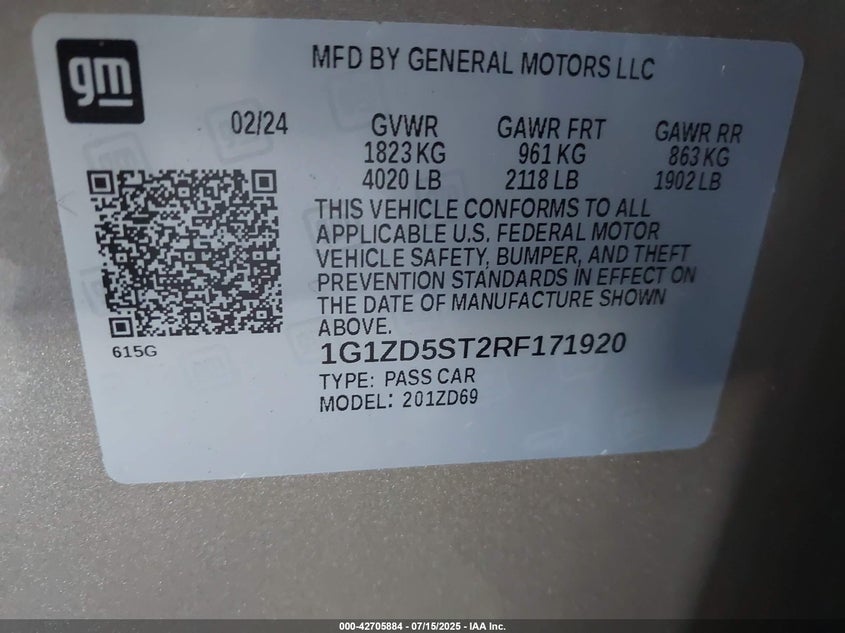 gm
MFD BY GENERAL MOTORS LLC
02/24 GVWR GAWR FRT GAWR RR
1823 KG 961 KG 863 KG
4020 LB 2118 LB 1902 LB
THIS VEHICLE CONFORMS TO ALL
APPLICABLE U.S. FEDERAL MOTOR
VEHICLE SAFETY, BUMPER, AND THEFT
PREVENTION STANDARDS IN EFFECT ON
THE DATE OF MANUFACTURE SHOWN
ABOVE.
615G
1G1ZD5ST2RF171920
TYPE: PASS CAR
MODEL: 201ZD69
000-42705884 - 07/15/2025 - IAA Inc.